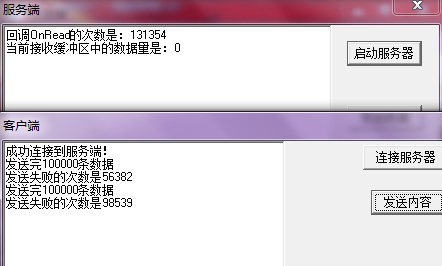 服务端
回调OnRead的次数是：131354
当前接收缓冲区中的数据量是：0
启动服务器
客户端
成功连接到服务端！
发送完100000条数据
发送失败的次数是56382
发送完100000条数据
发送失败的次数是98539
连接服务器
发送内容